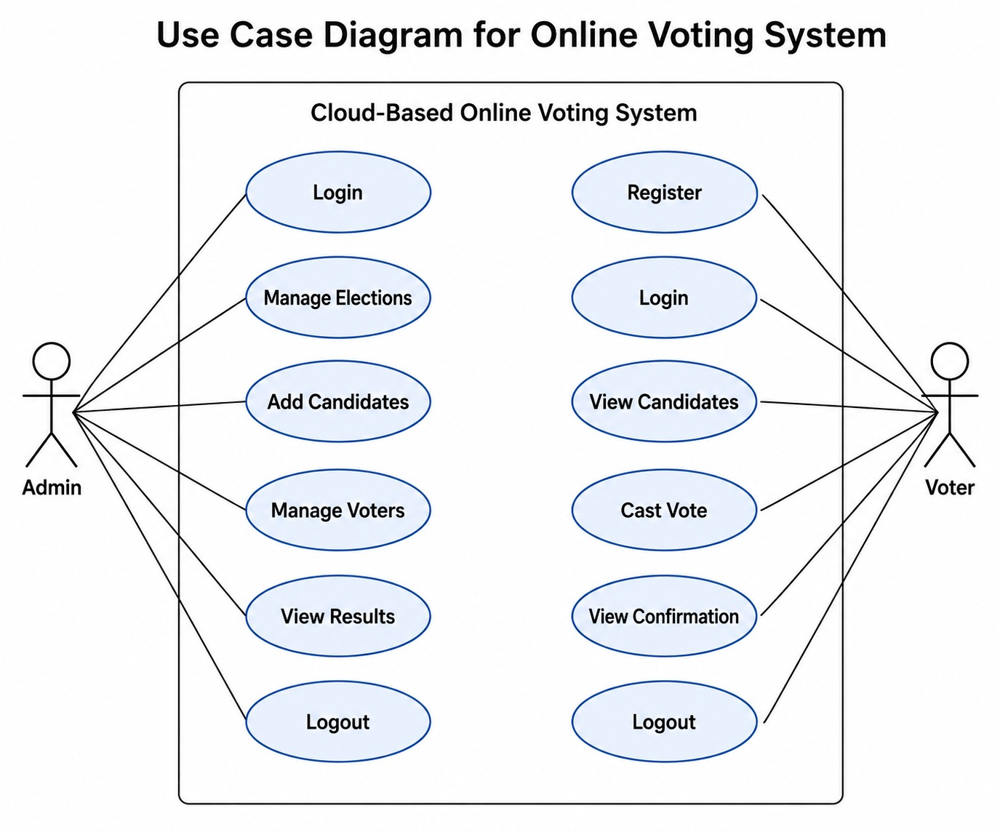 Use Case Diagram for Online Voting System
Cloud-Based Online Voting System
Login
Register
Manage Elections
Login
Add Candidates
View Candidates
Admin
Voter
Manage Voters
Cast Vote
View Results
View Confirmation
Logout
Logout